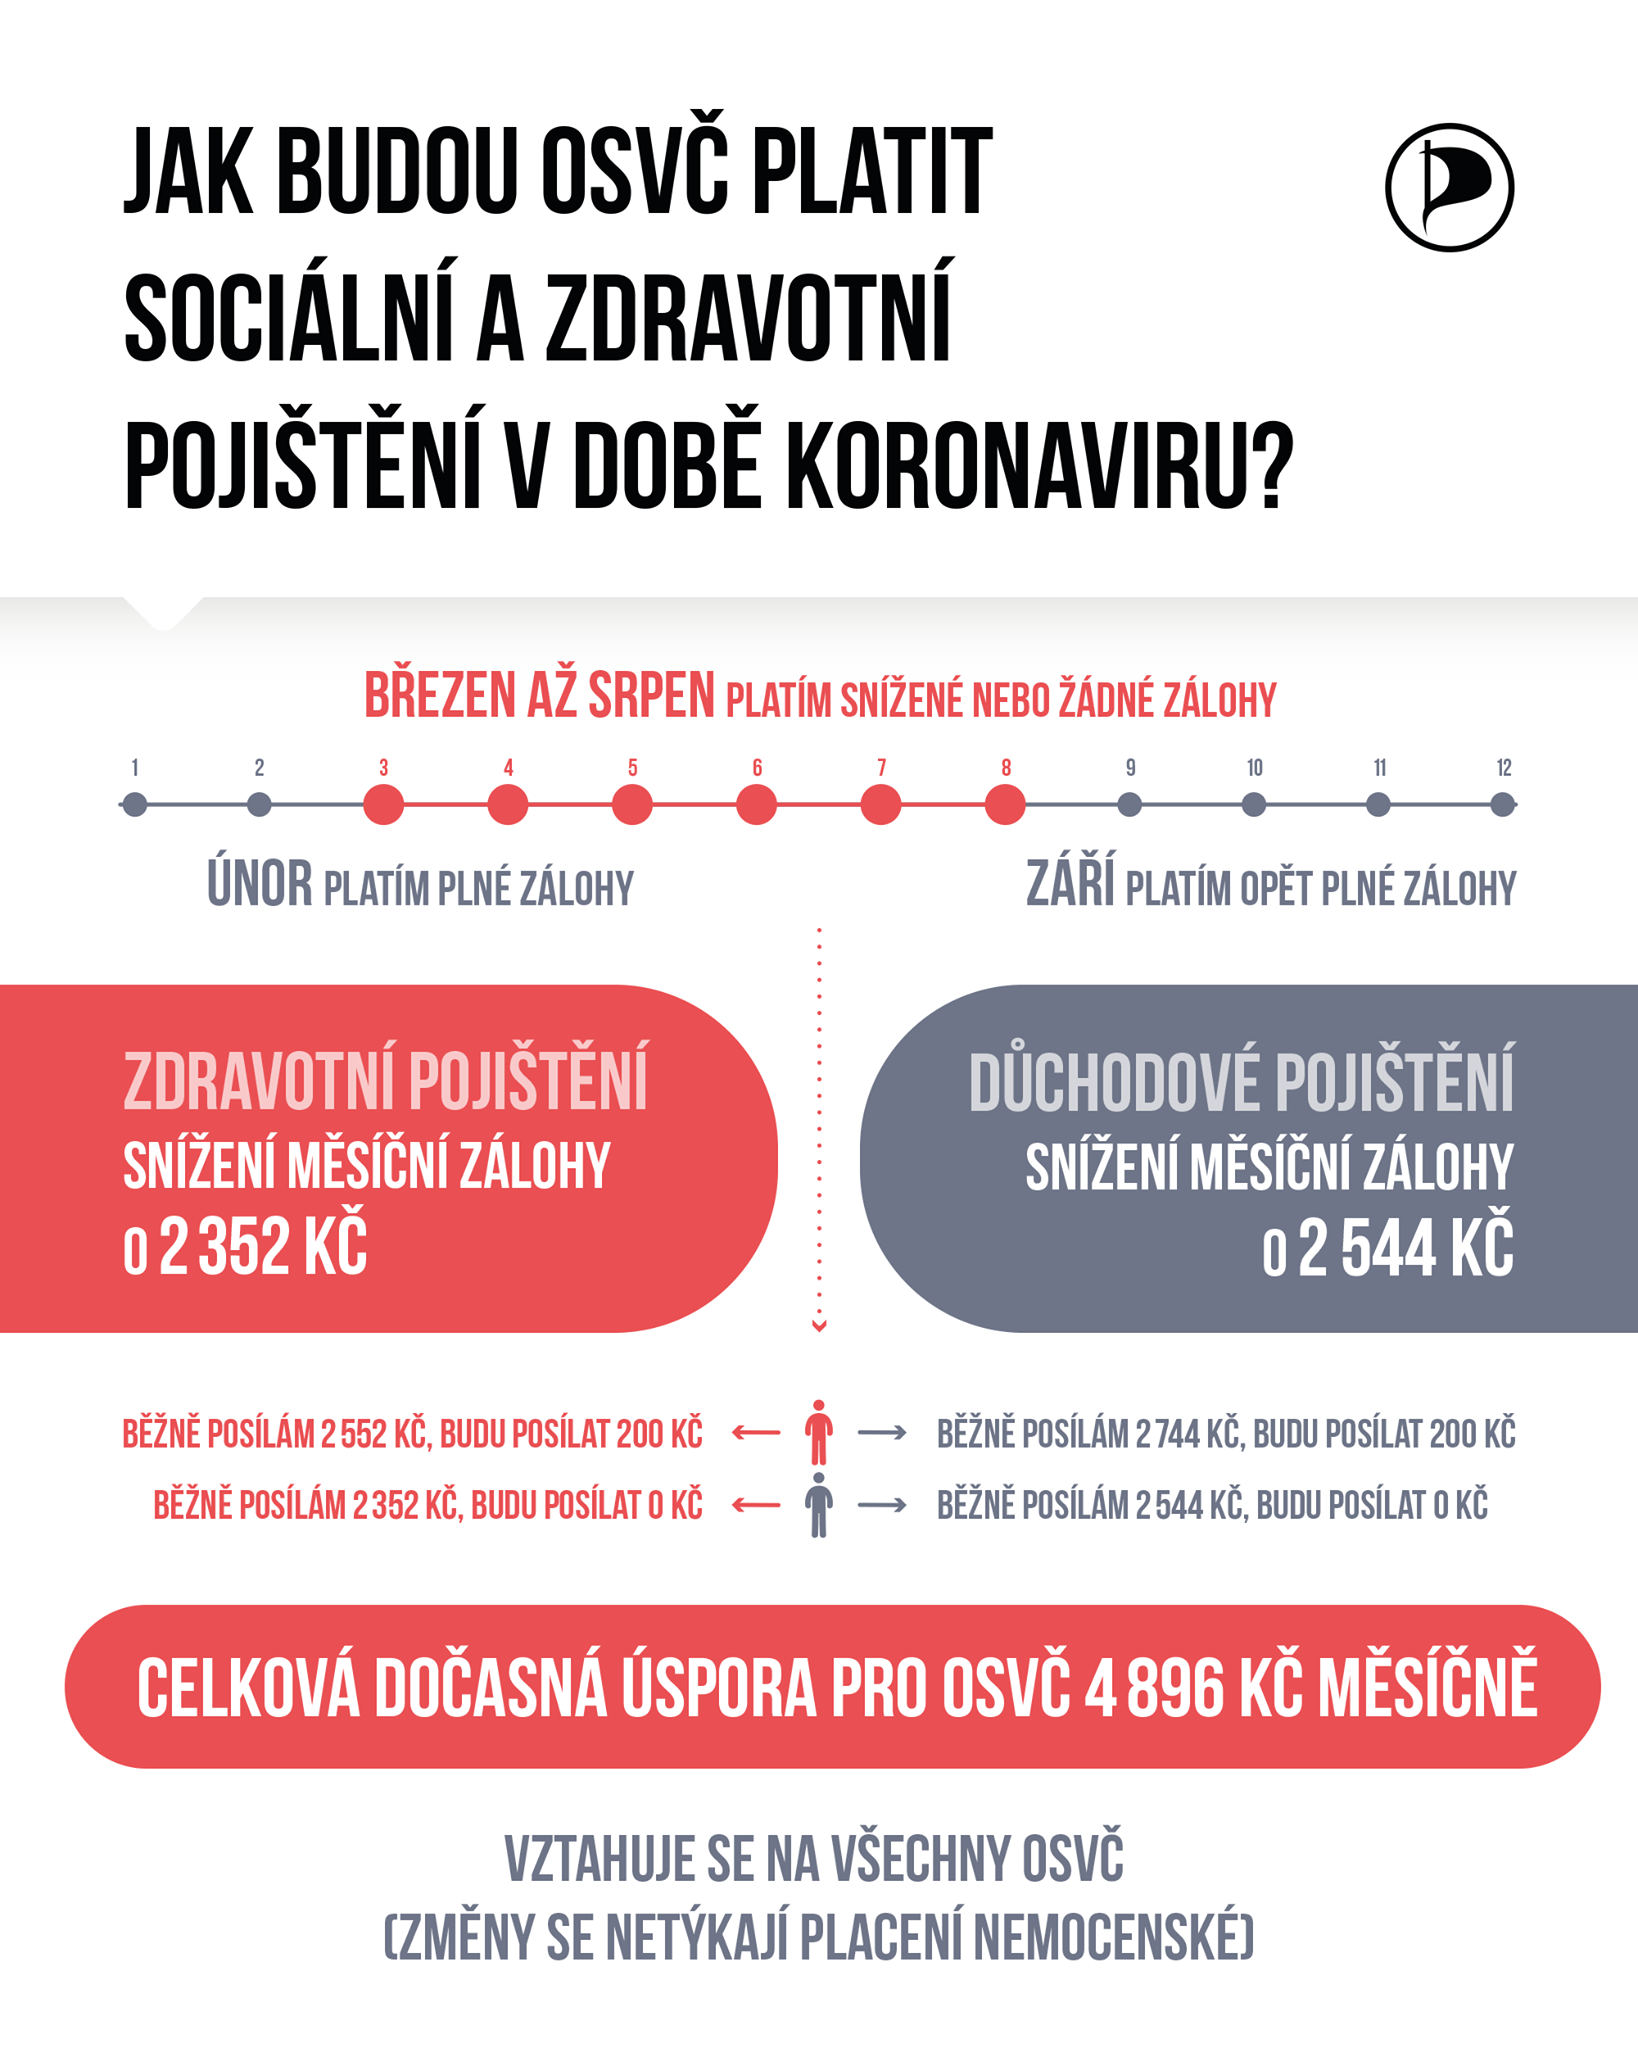 JAK BUDOU OSVČ PLATIT
SOCIÁLNÍ A ZDRAVOTNÍ
POJIŠTĚNÍ V DOBĚ KORONAVIRU?
BŘEZEN AŽ SRPEN PLATÍM SNÍŽENÉ NEBO ŽÁDNÉ ZÁLOHY
1 2 3 4 5 6 7 8 9 10 11 12
ÚNOR PLATÍM PLNÉ ZÁLOHY
ZÁŘÍ PLATÍM OPĚT PLNÉ ZÁLOHY
ZDRAVOTNÍ POJIŠTĚNÍ
SNÍŽENÍ MĚSÍČNÍ ZÁLOHY
O 2 352 KČ
DŮCHODOVÉ POJIŠTĚNÍ
SNÍŽENÍ MĚSÍČNÍ ZÁLOHY
O 2 544 KČ
BĚŽNĚ POSÍLÁM 2 552 KČ, BUDU POSÍLAT 200 KČ
BĚŽNĚ POSÍLÁM 2 744 KČ, BUDU POSÍLAT 200 KČ
BĚŽNĚ POSÍLÁM 2 352 KČ, BUDU POSÍLAT 0 KČ
BĚŽNĚ POSÍLÁM 2 544 KČ, BUDU POSÍLAT 0 KČ
CELKOVÁ DOČASNÁ ÚSPORA PRO OSVČ 4 896 KČ MĚSÍČNĚ
VZTAHUJE SE NA VŠECHNY OSVČ
(ZMĚNY SE NETÝKAJÍ PLACENÍ NEMOCENSKÉ)